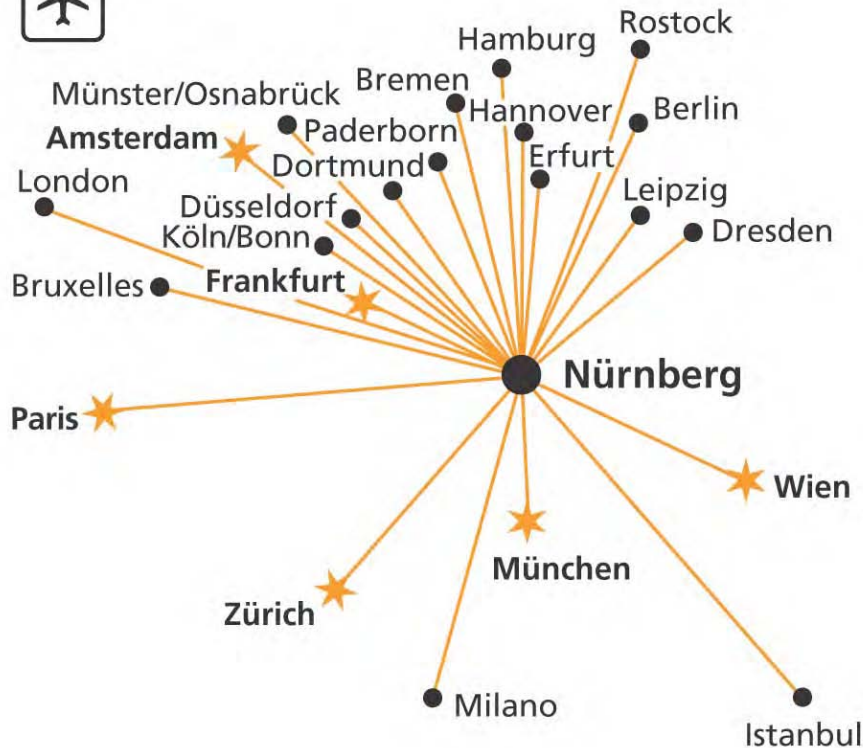 Rostock
Hamburg
Bremen
Münster/Osnabrück
Hannover
Berlin
Amsterdam
Paderborn
Dortmund
Erfurt
London
Leipzig
Düsseldorf
Köln/Bonn
Dresden
Frankfurt
Bruxelles
Nürnberg
Paris
Wien
München
Zürich
Milano
Istanbul